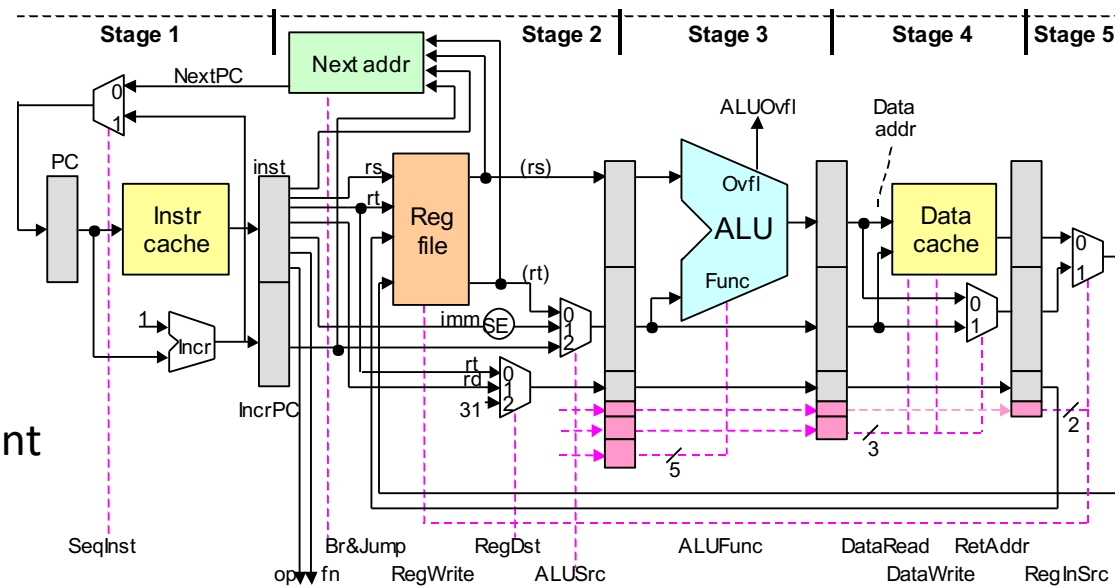 Stage 1 Stage 2 Stage 3 Stage 4 Stage 5
Next addr
NextPC
0
1
ALUOvfl
Data
addr
PC
inst
rs
rt
(rs)
Instr
cache
Reg
file
Ovfl
ALU
Func
Data
cache
0
1
(rt)
imm
SE
0
1
2
0
1
1
Incr
rt
rd
31
0
1
2
IncrPC
nt
5
3
2
SeqInst
Br&Jump
RegDst
ALUFunc
DataRead
RetAddr
op
fn
RegWrite
ALUSrc
DataWrite
RegInSrc